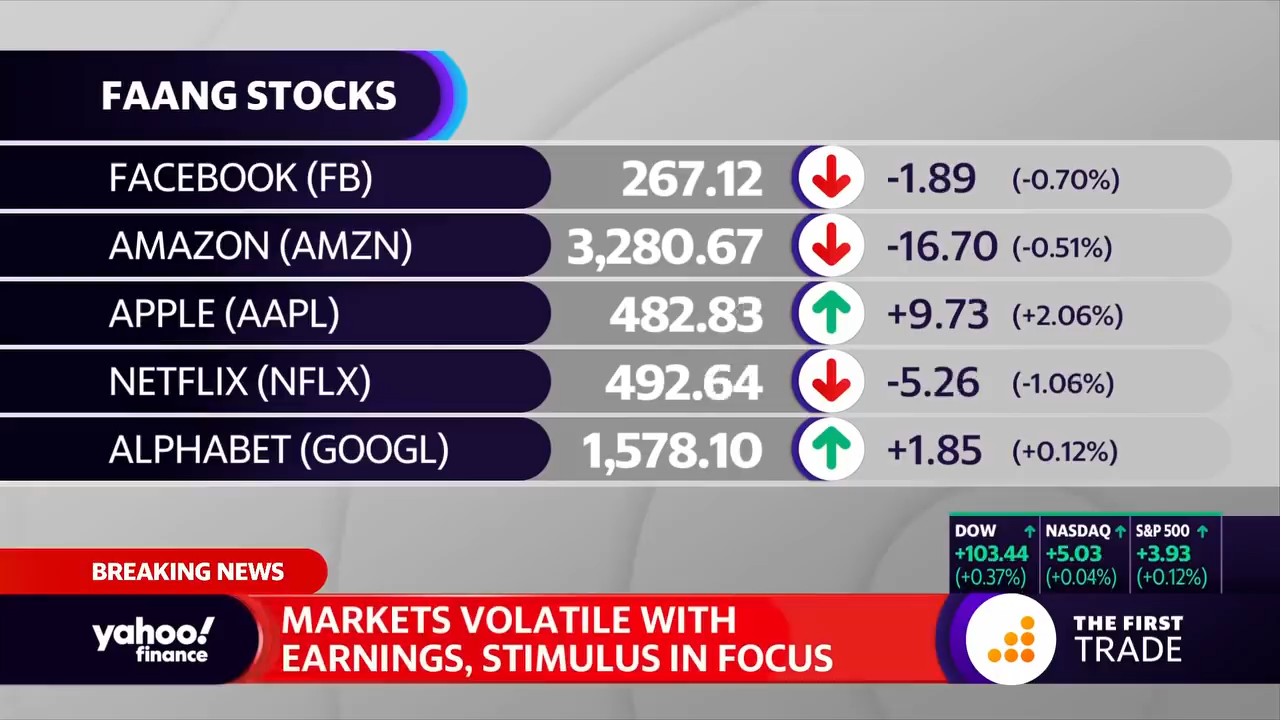 FAANG STOCKS
FACEBOOK (FB) 267.12 -1.89 (-0.70%)
AMAZON (AMZN) 3,280.67 -16.70 (-0.51%)
APPLE (AAPL) 482.83 +9.73 (+2.06%)
NETFLIX (NFLX) 492.64 -5.26 (-1.06%)
ALPHABET (GOOGL) 1,578.10 +1.85 (+0.12%)
DOW NASDAQ S&P 500
+103.44 +5.03 +3.93
(+0.37%) (+0.04%) (+0.12%)
BREAKING NEWS
yahoo!
finance
MARKETS VOLATILE WITH
EARNINGS, STIMULUS IN FOCUS
THE FIRST
TRADE